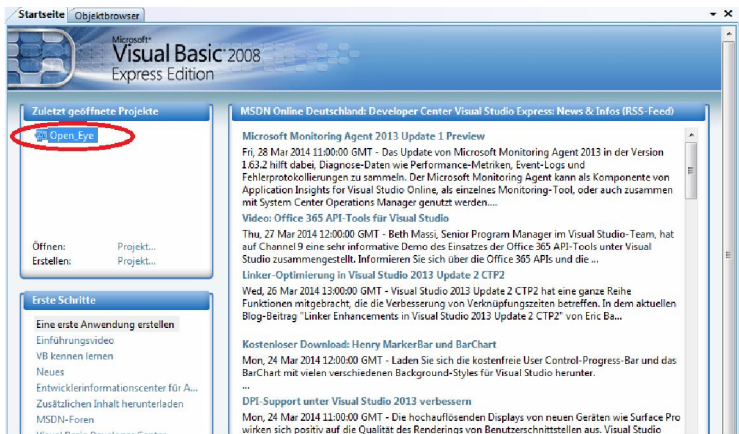 Startseite Objektbrowser
Microsoft
Visual Basic 2008
Express Edition
Zuletzt geöffnete Projekte
Open_Eye
Öffnen: Projekt...
Erstellen: Projekt...
Erste Schritte
Eine erste Anwendung erstellen
Einführungsvideo
VB kennen lernen
Neues
Entwicklerinformationscenter für A...
Zusätzlichen Inhalt herunterladen
MSDN-Foren
Visual Basic Developer Center
MSDN Online Deutschland: Developer Center Visual Studio Express: News & Infos (RSS-Feed)
Microsoft Monitoring Agent 2013 Update 1 Preview
Fri, 28 Mar 2014 11:00:00 GMT - Das Update von Microsoft Monitoring Agent 2013 in der Version
1.63.2 hilft dabei, Diagnose-Daten wie Performance-Metriken, Event-Logs und
Fehlerprotokollierungen zu sammeln. Der Microsoft Monitoring Agent kann als Komponente von
Application Insights for Visual Studio Online, als einzelnes Monitoring-Tool, oder auch zusammen
mit System Center Operations Manager genutzt werden....
Video: Office 365 API-Tools für Visual Studio
Thu, 27 Mar 2014 12:00:00 GMT - Beth Massi, Senior Program Manager im Visual Studio-Team, hat
auf Channel 9 eine sehr informative Demo des Einsatzes der Office 365 API-Tools unter Visual
Studio zusammengestellt. Informieren Sie sich über die Office 365 APIs und die ...
Linker-Optimierung in Visual Studio 2013 Update 2 CTP2
Wed, 26 Mar 2014 13:00:00 GMT - Visual Studio 2013 Update 2 CTP2 hat eine ganze Reihe
Funktionen mitgebracht, die die Verbesserung von Verknüpfungszeiten betreffen. In dem aktuellen
Blog-Beitrag "Linker Enhancements in Visual Studio 2013 Update 2 CTP2" von Eric Ba...
Kostenloser Download: Henry MarkerBar und BarChart
Mon, 24 Mar 2014 12:00:00 GMT - Laden Sie sich die kostenfreie User Control-Progress-Bar und das
BarChart mit vielen verschiedenen Background-Styles für Visual Studio herunter.
...
DPI-Support unter Visual Studio 2013 verbessern
Mon, 24 Mar 2014 11:00:00 GMT - Die hochauflösenden Displays von neuen Geräten wie Surface Pro
wirken sich positiv auf die Qualität des Renderings von Benutzerschnittstellen aus. Visual Studio